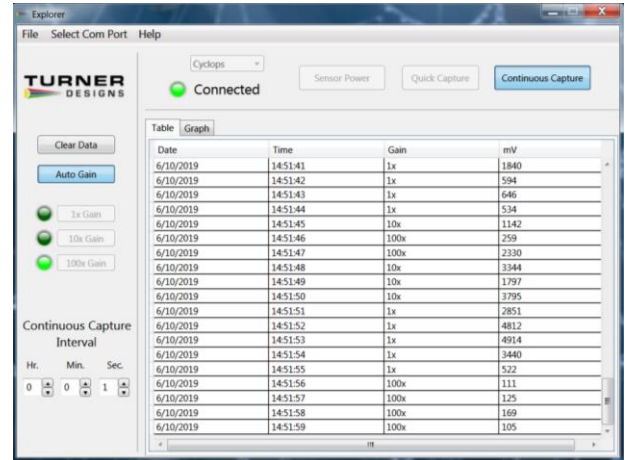 Explorer
File Select Com Port Help
TURNER
DESIGNS
Cyclops
Connected
Sensor Power
Quick Capture
Continuous Capture
Clear Data
Auto Gain
1x Gain
10x Gain
100x Gain
Continuous Capture
Interval
Hr. Min. Sec.
0 0 1
Table Graph
Date Time Gain mV
6/10/2019 14:51:41 1x 1840
6/10/2019 14:51:42 1x 594
6/10/2019 14:51:43 1x 646
6/10/2019 14:51:44 1x 534
6/10/2019 14:51:45 10x 1142
6/10/2019 14:51:46 100x 259
6/10/2019 14:51:47 100x 2330
6/10/2019 14:51:48 10x 3344
6/10/2019 14:51:49 10x 1797
6/10/2019 14:51:50 10x 3795
6/10/2019 14:51:51 1x 2851
6/10/2019 14:51:52 1x 4812
6/10/2019 14:51:53 1x 4914
6/10/2019 14:51:54 1x 3440
6/10/2019 14:51:55 1x 522
6/10/2019 14:51:56 100x 111
6/10/2019 14:51:57 100x 125
6/10/2019 14:51:58 100x 169
6/10/2019 14:51:59 100x 105